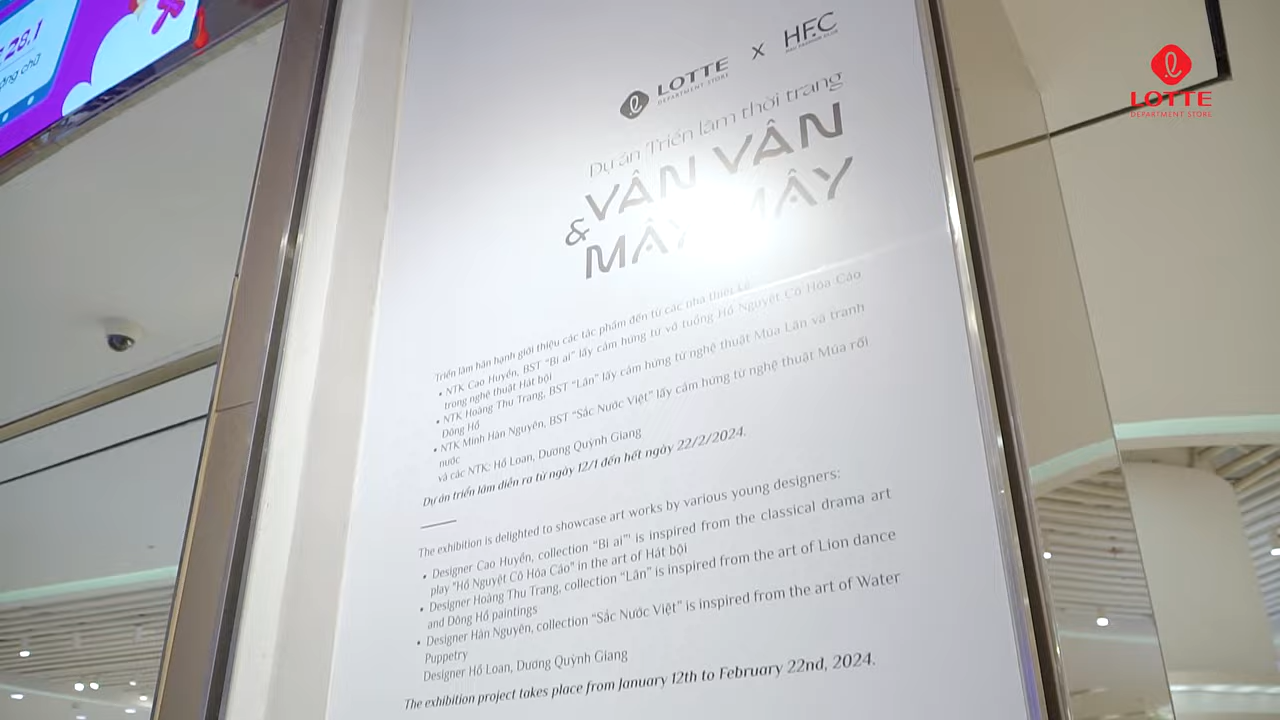 28.1
LOTTE
DEPARTMENT STORE
X
HFC
LOTTE
DEPARTMENT STORE
Dự án Triển lãm thời trang
VÂN VÂN
& MÂY MÂY
Triển lãm hân hạnh giới thiệu các tác phẩm đến từ các nhà thiết kế
• NTK Cao Huyền, BST "Bi ai" lấy cảm hứng từ vở tuồng Hồ Nguyệt Cô Hóa Cáo
trong nghệ thuật Hát bội
• NTK Hoàng Thu Trang, BST "Lân" lấy cảm hứng từ nghệ thuật Múa Lân và tranh
Đông Hồ
• NTK Minh Hàn Nguyên, BST "Sắc Nước Việt" lấy cảm hứng từ nghệ thuật Múa rối
nước
và các NTK: Hồ Loan, Dương Quỳnh Giang
Dự án triển lãm diễn ra từ ngày 12/1 đến hết ngày 22/2/2024.
The exhibition is delighted to showcase art works by various young designers:
• Designer Cao Huyền, collection "Bi ai" is inspired from the classical drama art
play "Hồ Nguyệt Cô Hóa Cáo" in the art of Hát bội
• Designer Hoàng Thu Trang, collection "Lân" is inspired from the art of Lion dance
and Đông Hồ paintings
• Designer Hàn Nguyên, collection "Sắc Nước Việt" is inspired from the art of Water
Puppetry
Designer Hồ Loan, Dương Quỳnh Giang
The exhibition project takes place from January 12th to February 22nd, 2024.